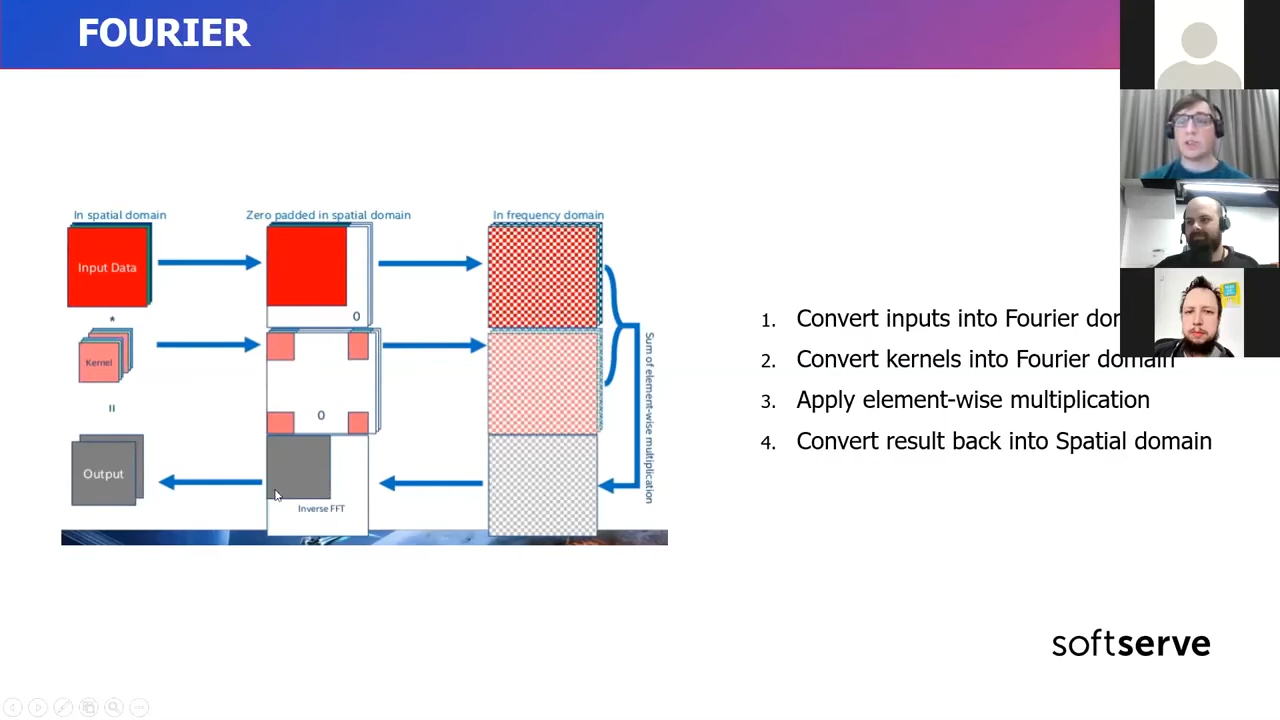 FOURIER
In spatial domain
Zero padded in spatial domain
In frequency domain
Input Data
0
*
Kernel
0
=
Output
Inverse FFT
Sum of element-wise multiplication
1. Convert inputs into Fourier dom
2. Convert kernels into Fourier domain
3. Apply element-wise multiplication
4. Convert result back into Spatial domain
softserve